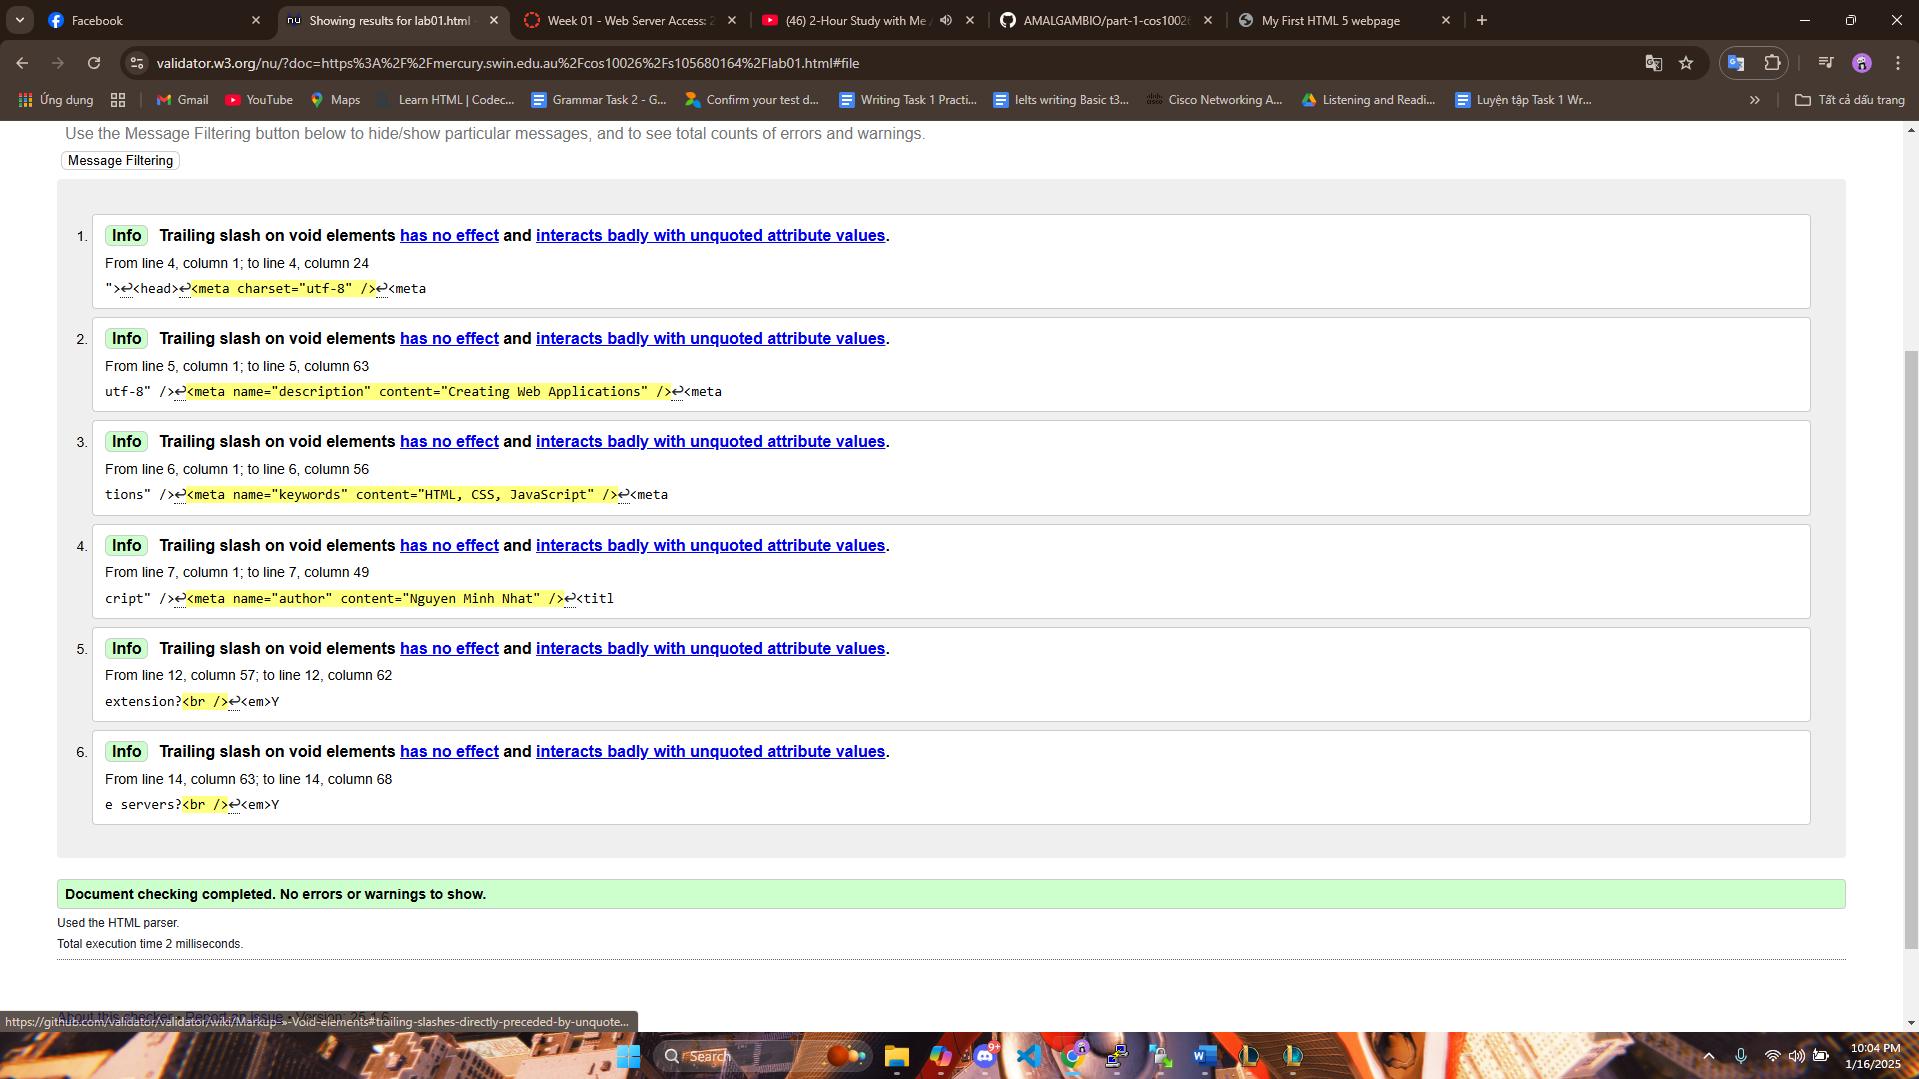 Facebook
Showing results for lab01.html -
Week 01 - Web Server Access: 2
(46) 2-Hour Study with Me /
AMALGAMBIO/part-1-cos10026
My First HTML 5 webpage
validator.w3.org/nu/?doc=https%3A%2F%2Fmercury.swin.edu.au%2Fcos10026%2Fs105680164%2Flab01.html#file
Ứng dụng
Gmail
YouTube
Maps
Learn HTML | Codec...
Grammar Task 2 - G...
Confirm your test d...
Writing Task 1 Practi...
Ielts writing Basic t3...
Cisco Networking A...
Listening and Readi...
Luyện tập Task 1 Wr...
Tất cả dấu trang
Use the Message Filtering button below to hide/show particular messages, and to see total counts of errors and warnings.
Message Filtering
1. Info Trailing slash on void elements has no effect and interacts badly with unquoted attribute values.
From line 4, column 1; to line 4, column 24
">↩<head>↩<meta charset="utf-8" />↩<meta
2. Info Trailing slash on void elements has no effect and interacts badly with unquoted attribute values.
From line 5, column 1; to line 5, column 63
utf-8" />↩<meta name="description" content="Creating Web Applications" />↩<meta
3. Info Trailing slash on void elements has no effect and interacts badly with unquoted attribute values.
From line 6, column 1; to line 6, column 56
tions" />↩<meta name="keywords" content="HTML, CSS, JavaScript" />↩<meta
4. Info Trailing slash on void elements has no effect and interacts badly with unquoted attribute values.
From line 7, column 1; to line 7, column 49
cript" />↩<meta name="author" content="Nguyen Minh Nhat" />↩<titl
5. Info Trailing slash on void elements has no effect and interacts badly with unquoted attribute values.
From line 12, column 57; to line 12, column 62
extension?<br />↩<em>Y
6. Info Trailing slash on void elements has no effect and interacts badly with unquoted attribute values.
From line 14, column 63; to line 14, column 68
e servers?<br />↩<em>Y
Document checking completed. No errors or warnings to show.
Used the HTML parser.
Total execution time 2 milliseconds.
About this checker • Report an issue • Version: 25.1.6
https://github.com/validator/validator/wiki/Markup-»-Void-elements#trailing-slashes-directly-preceded-by-unquote...
Search
9+
10:04 PM
1/16/2025